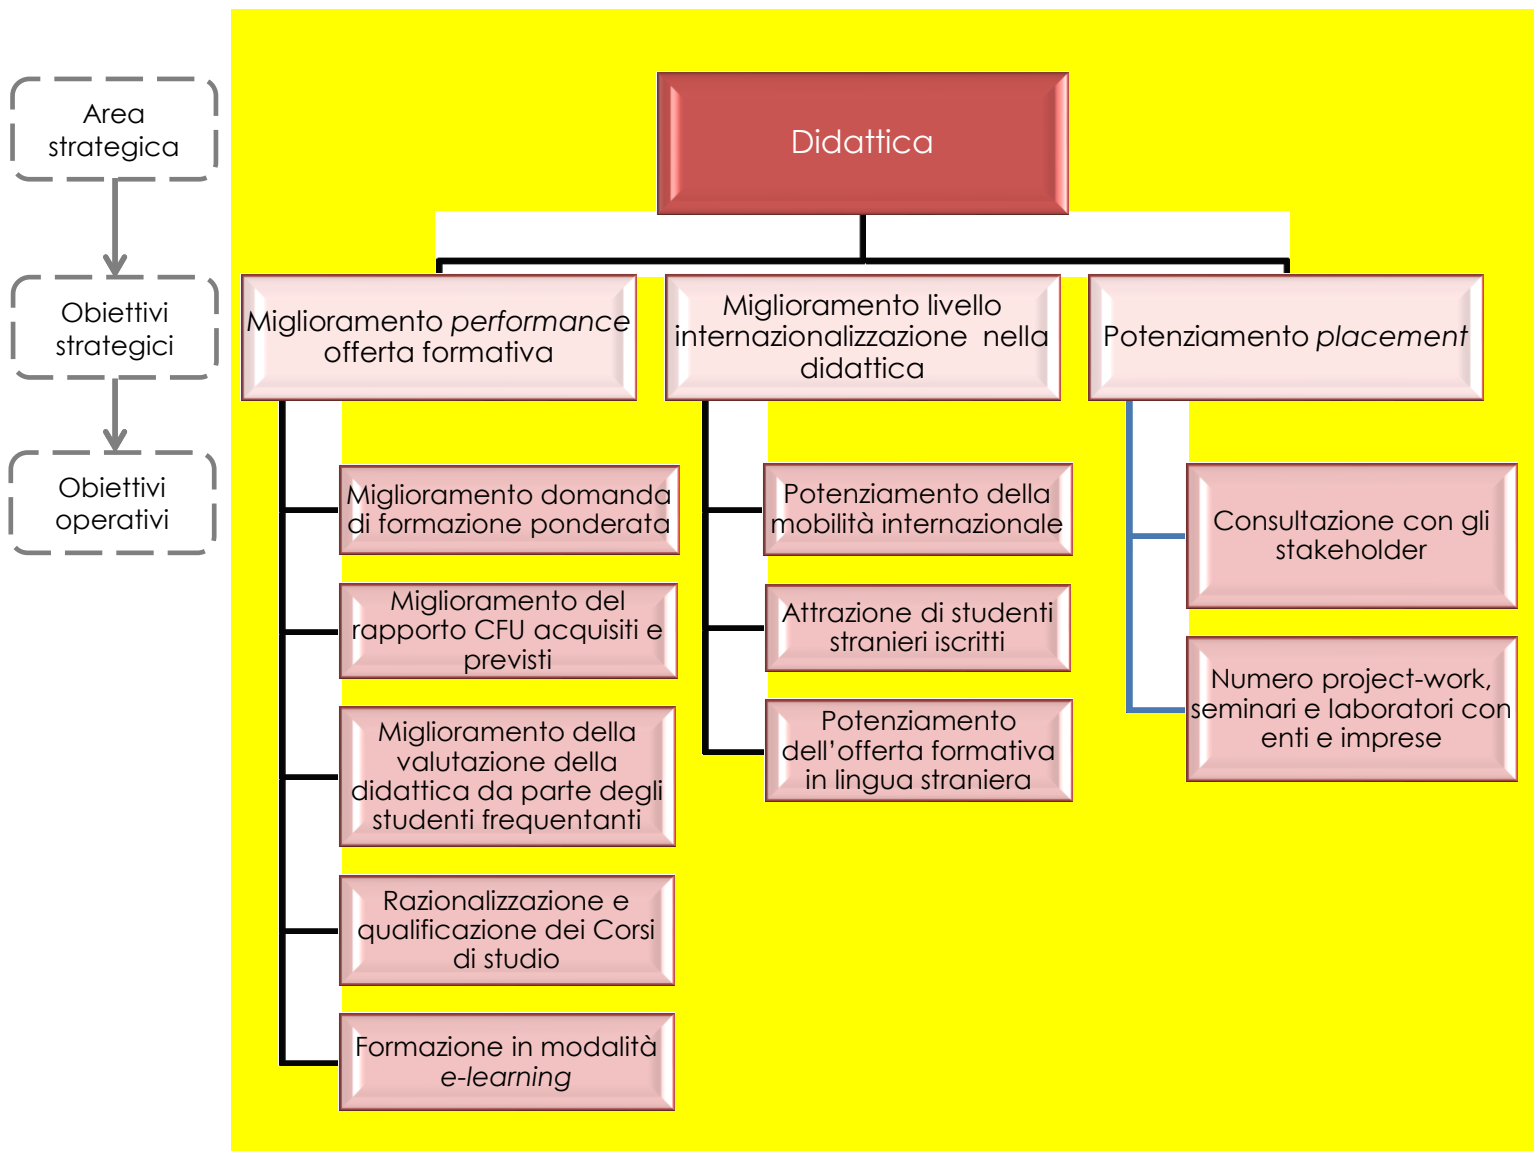 Area
strategica
Obiettivi
strategici
Obiettivi
operativi
Didattica
Miglioramento performance
offerta formativa
Miglioramento domanda
di formazione ponderata
Miglioramento del
rapporto CFU acquisiti e
previsti
Miglioramento della
valutazione della
didattica da parte degli
studenti frequentanti
Razionalizzazione e
qualificazione dei Corsi
di studio
Formazione in modalità
e-learning
Miglioramento livello
internazionalizzazione nella
didattica
Potenziamento della
mobilità internazionale
Attrazione di studenti
stranieri iscritti
Potenziamento
dell’offerta formativa
in lingua straniera
Potenziamento placement
Consultazione con gli
stakeholder
Numero project-work,
seminari e laboratori con
enti e imprese